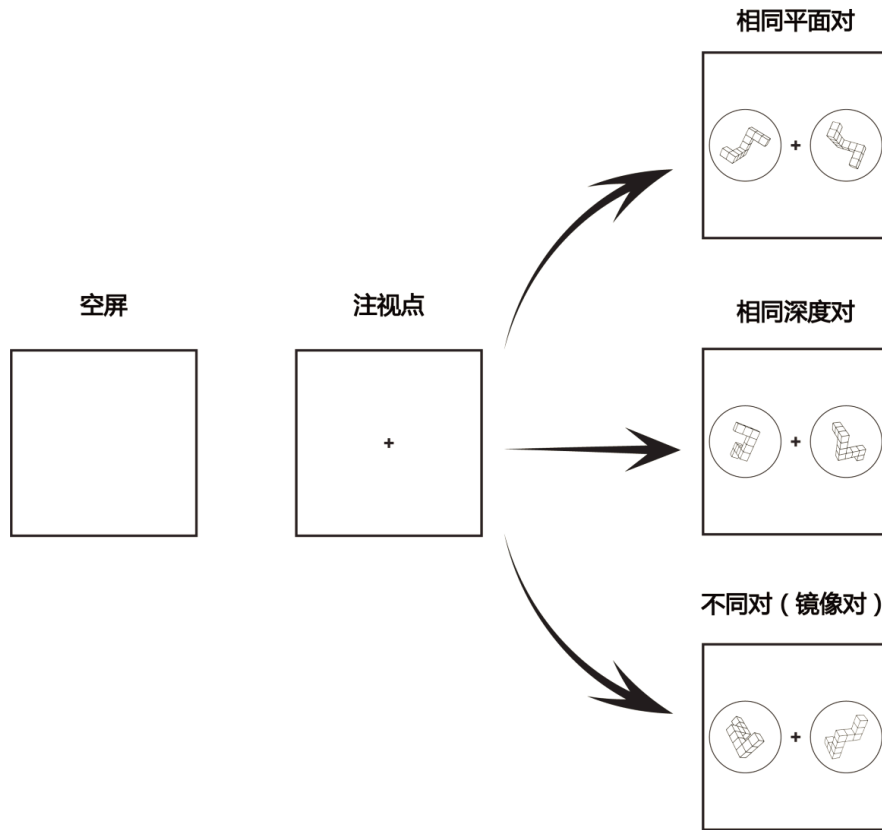 相同平面对
空屏
注视点
相同深度对
不同对（镜像对）